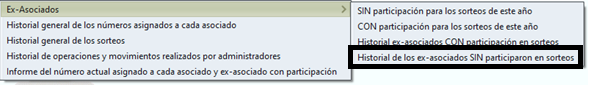 Ex-Asociados
Historial general de los números asignados a cada asociado
Historial general de los sorteos
Historial de operaciones y movimientos realizados por administradores
Informe del número actual asignado a cada asociado y ex-asociado con participación
SIN participación para los sorteos de este año
CON participación para los sorteos de este año
Historial ex-asociados CON participación en sorteos
Historial de los ex-asociados SIN participaron en sorteos